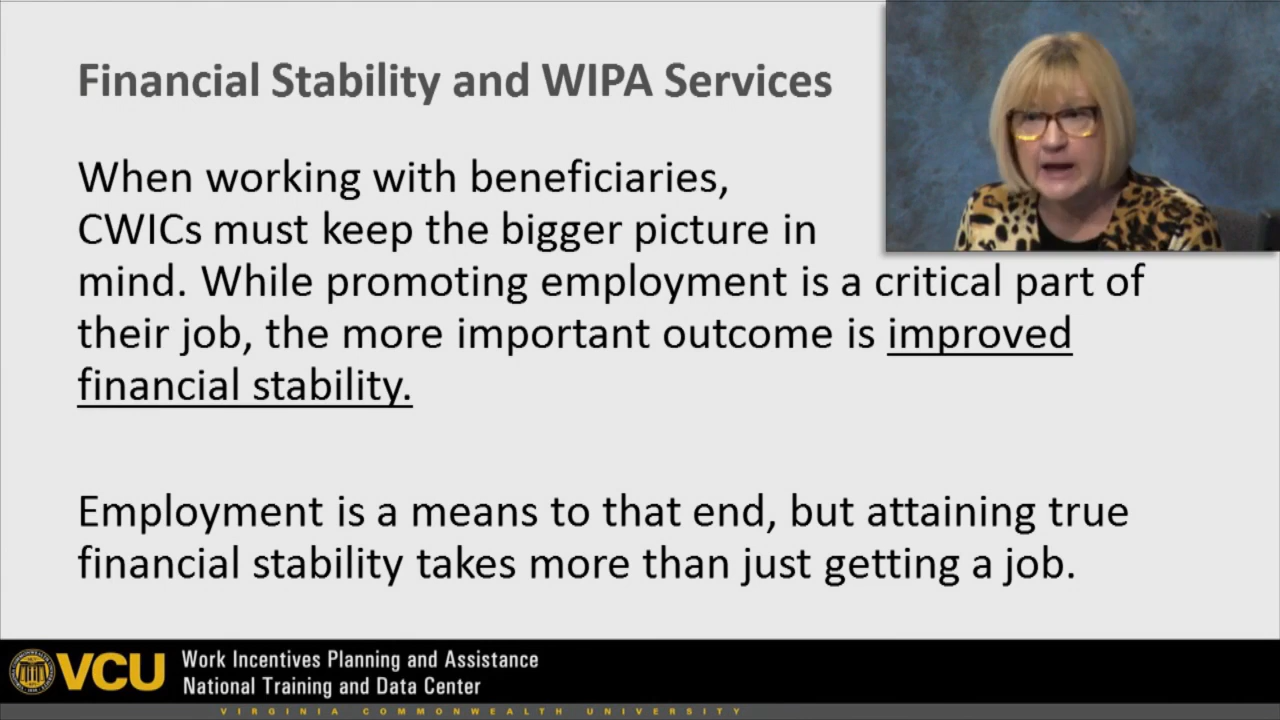 Financial Stability and WIPA Services
When working with beneficiaries,
CWICs must keep the bigger picture in
mind. While promoting employment is a critical part of
their job, the more important outcome is improved
financial stability.
Employment is a means to that end, but attaining true
financial stability takes more than just getting a job.
VCU
Work Incentives Planning and Assistance
National Training and Data Center
VIRGINIA COMMONWEALTH UNIVERSITY